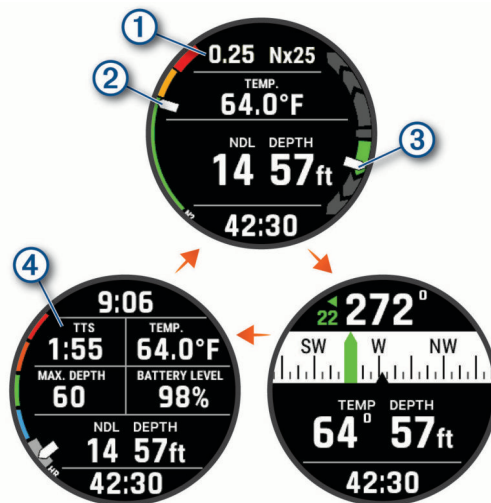 1
0.25 Nx25
2
TEMP.
64.0°F
NDL DEPTH
3
14 57ft
N2
42:30
4
9:06
TTS TEMP.
1:55 64.0°F
MAX. DEPTH BATTERY LEVEL
60 98%
NDL DEPTH
14 57ft
HR
42:30
22 272°
SW W NW
TEMP DEPTH
64° 57ft
42:30